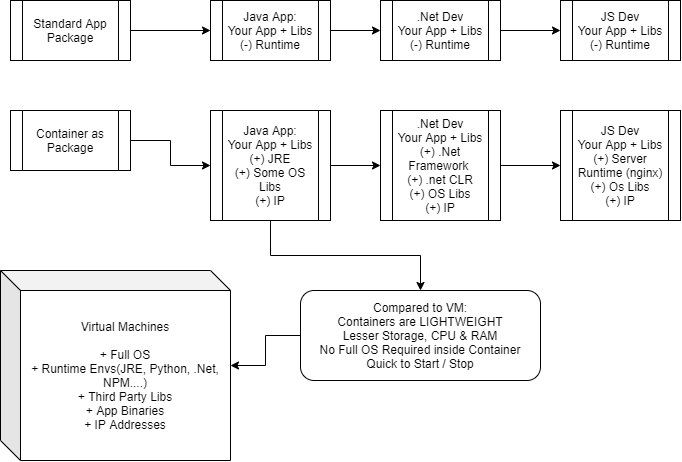 Standard App
Package
Java App:
Your App + Libs
(-) Runtime
.Net Dev
Your App + Libs
(-) Runtime
JS Dev
Your App + Libs
(-) Runtime
Container as
Package
Java App:
Your App + Libs
(+) JRE
(+) Some OS
Libs
(+) IP
.Net Dev
Your App + Libs
(+) .Net
Framework
(+) .net CLR
(+) OS Libs
(+) IP
JS Dev
Your App + Libs
(+) Server
Runtime (nginx)
(+) Os Libs
(+) IP
Compared to VM:
Containers are LIGHTWEIGHT
Lesser Storage, CPU & RAM
No Full OS Required inside Container
Quick to Start / Stop
Virtual Machines
+ Full OS
+ Runtime Envs(JRE, Python, .Net,
NPM....)
+ Third Party Libs
+ App Binaries
+ IP Addresses